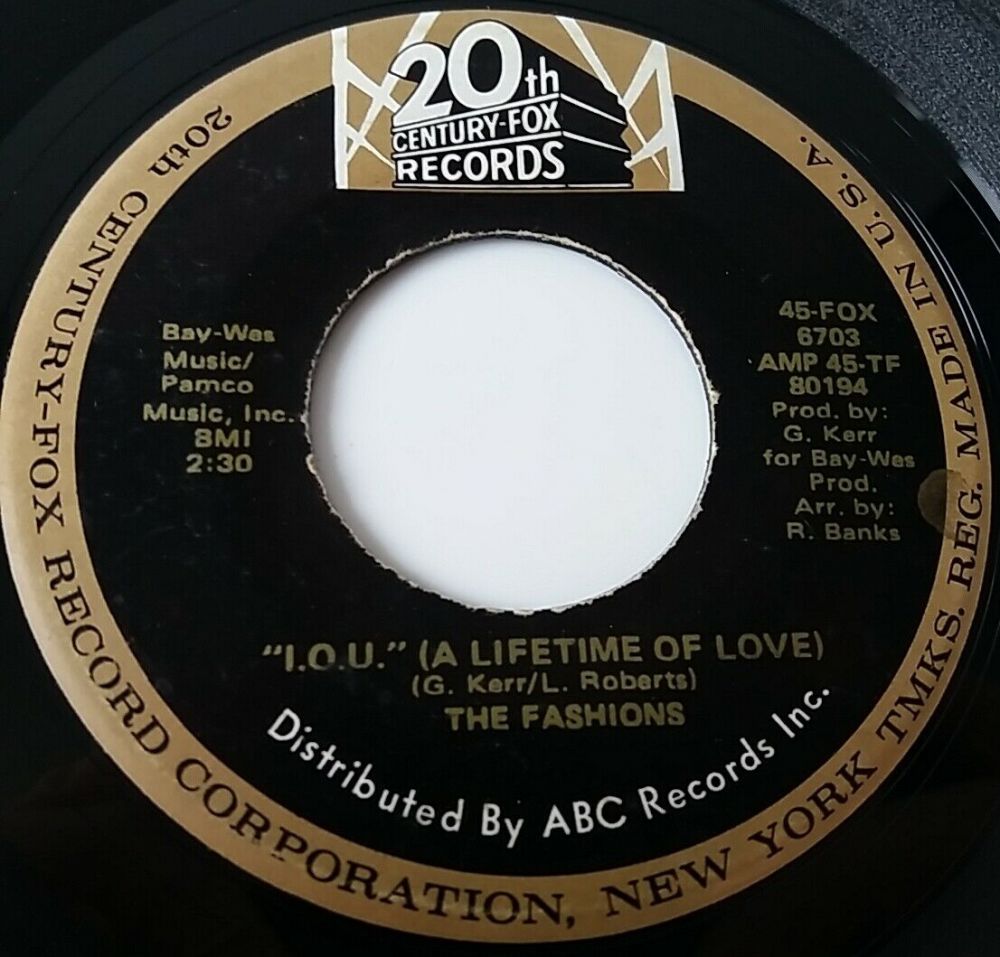 20th
CENTURY-FOX
RECORDS
Bay-Wes
Music/
Pamco
Music, Inc.
BMI
2:30
45-FOX
6703
AMP 45-TF
80194
Prod. by:
G. Kerr
for Bay-Wes
Prod.
Arr. by:
R. Banks
"I.O.U." (A LIFETIME OF LOVE)
(G. Kerr/L. Roberts)
THE FASHIONS
Distributed By ABC Records Inc.
20th CENTURY-FOX RECORD CORPORATION, NEW YORK TMKS. REG. MADE IN U.S.A.